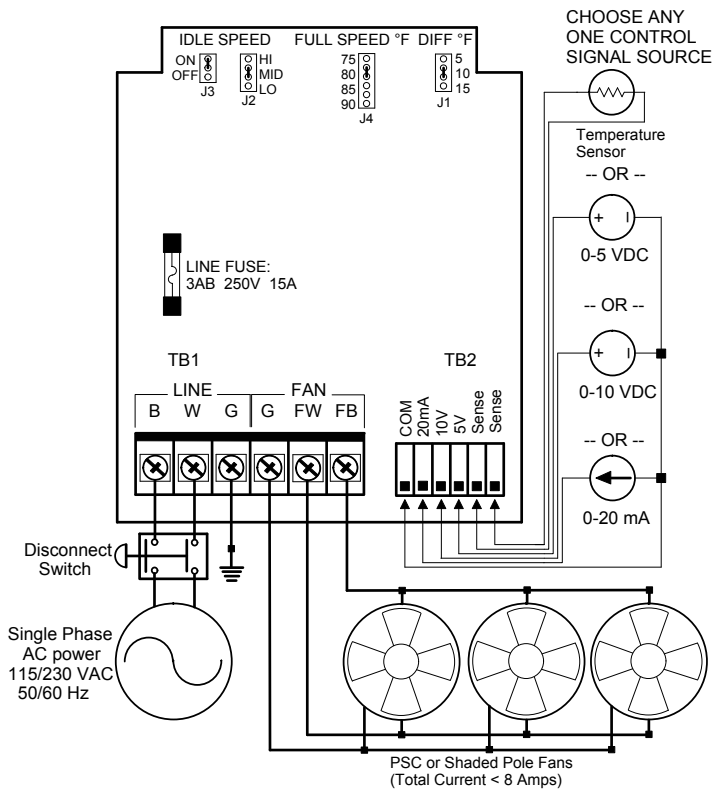 CHOOSE ANY
ONE CONTROL
SIGNAL SOURCE
IDLE SPEED
FULL SPEED °F
DIFF °F
ON
OFF
J3
HI
MID
LO
J2
75
80
85
90
J4
5
10
15
J1
Temperature
Sensor
-- OR --
+ I
0-5 VDC
-- OR --
+ I
0-10 VDC
-- OR --
0-20 mA
LINE FUSE:
3AB 250V 15A
TB1
TB2
LINE
FAN
B W G G FW FB
COM
20mA
10V
5V
Sense
Sense
Disconnect
Switch
Single Phase
AC power
115/230 VAC
50/60 Hz
PSC or Shaded Pole Fans
(Total Current < 8 Amps)